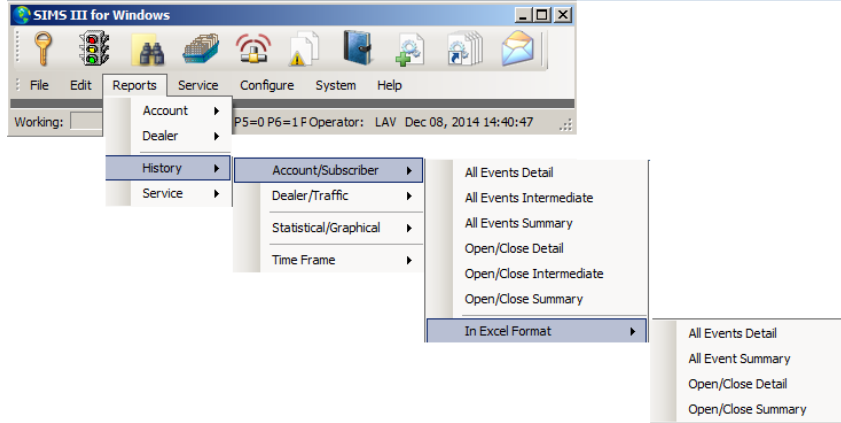 SIMS III for Windows
File Edit Reports Service Configure System Help
Working: P5=0 P6=1 F Operator: LAV Dec 08, 2014 14:40:47
Account
Dealer
History
Service
Account/Subscriber
Dealer/Traffic
Statistical/Graphical
Time Frame
All Events Detail
All Events Intermediate
All Events Summary
Open/Close Detail
Open/Close Intermediate
Open/Close Summary
In Excel Format
All Events Detail
All Event Summary
Open/Close Detail
Open/Close Summary